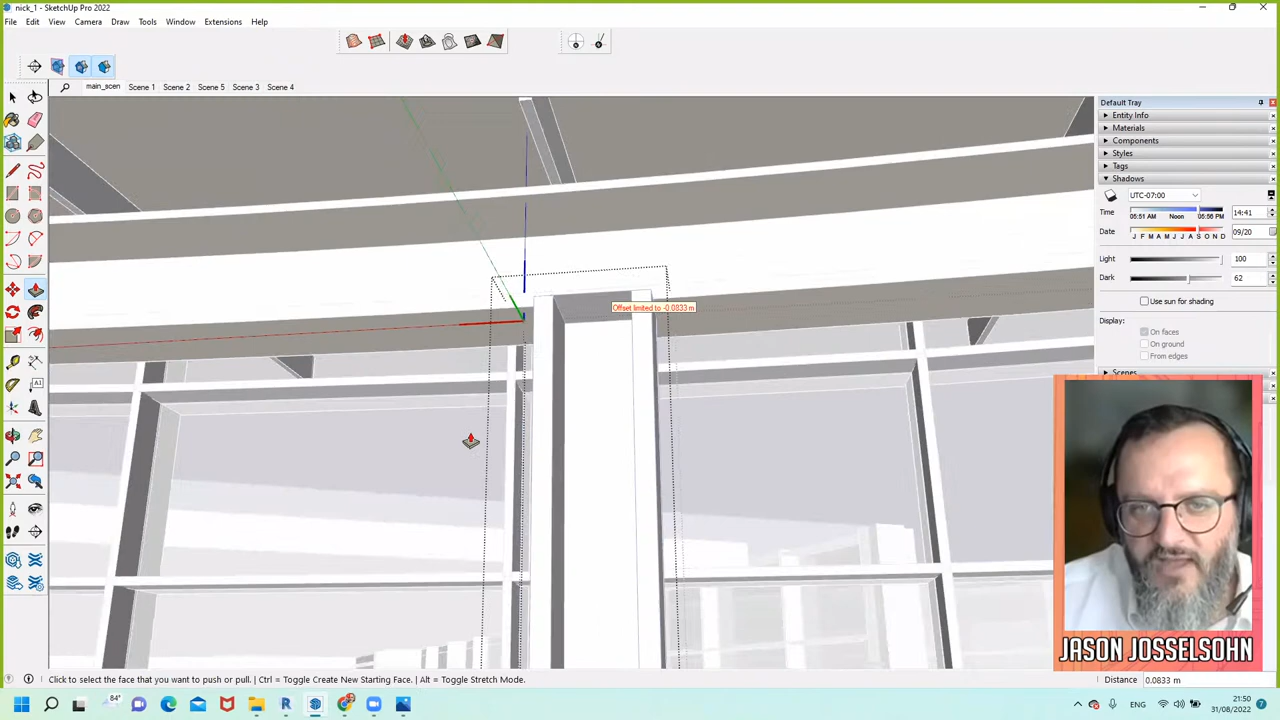 nick_1 - SketchUp Pro 2022
File Edit View Camera Draw Tools Window Extensions Help
main_scen Scene 1 Scene 2 Scene 5 Scene 3 Scene 4
Default Tray
Entity Info
Materials
Components
Styles
Tags
Shadows
UTC-07:00
Time 05:51 AM Noon 05:56 PM 14:41
Date J F M A M J J A S O N D 09/20
Light 100
Dark 62
Use sun for shading
Display:
On faces
On ground
From edges
Scenes
Offset limited to -0.0833 m
AI
JASON JOSSELSOHN
Click to select the face that you want to push or pull. | Ctrl = Toggle Create New Starting Face. | Alt = Toggle Stretch Mode.
Distance 0.0833 m
84°
ENG
21:50
31/08/2022